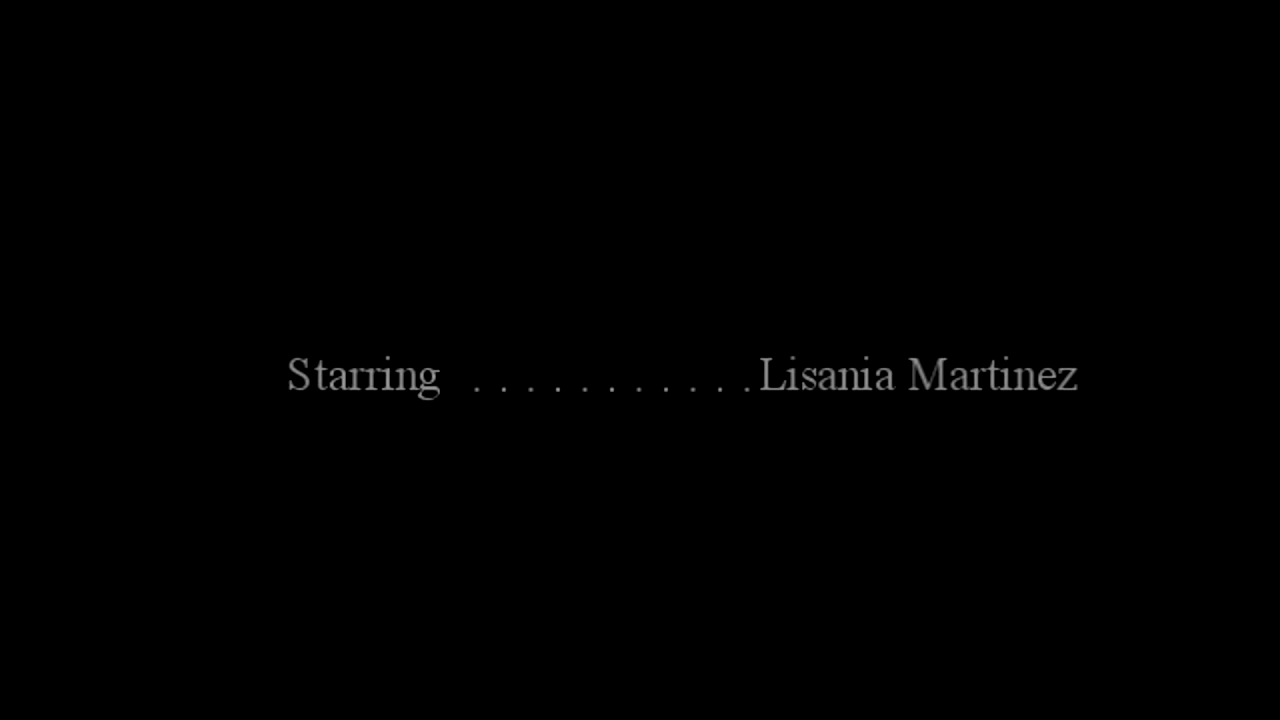 Starring . . . . . . . . . . . Lisania Martinez